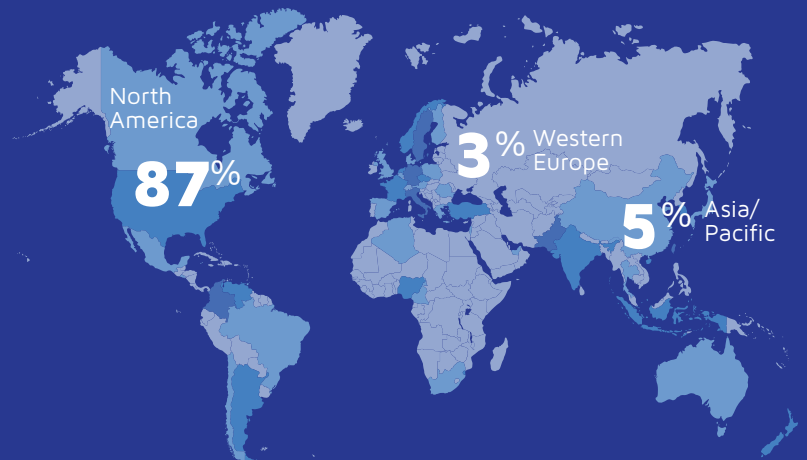 North
America
87%
3%
Western
Europe
5%
Asia/
Pacific